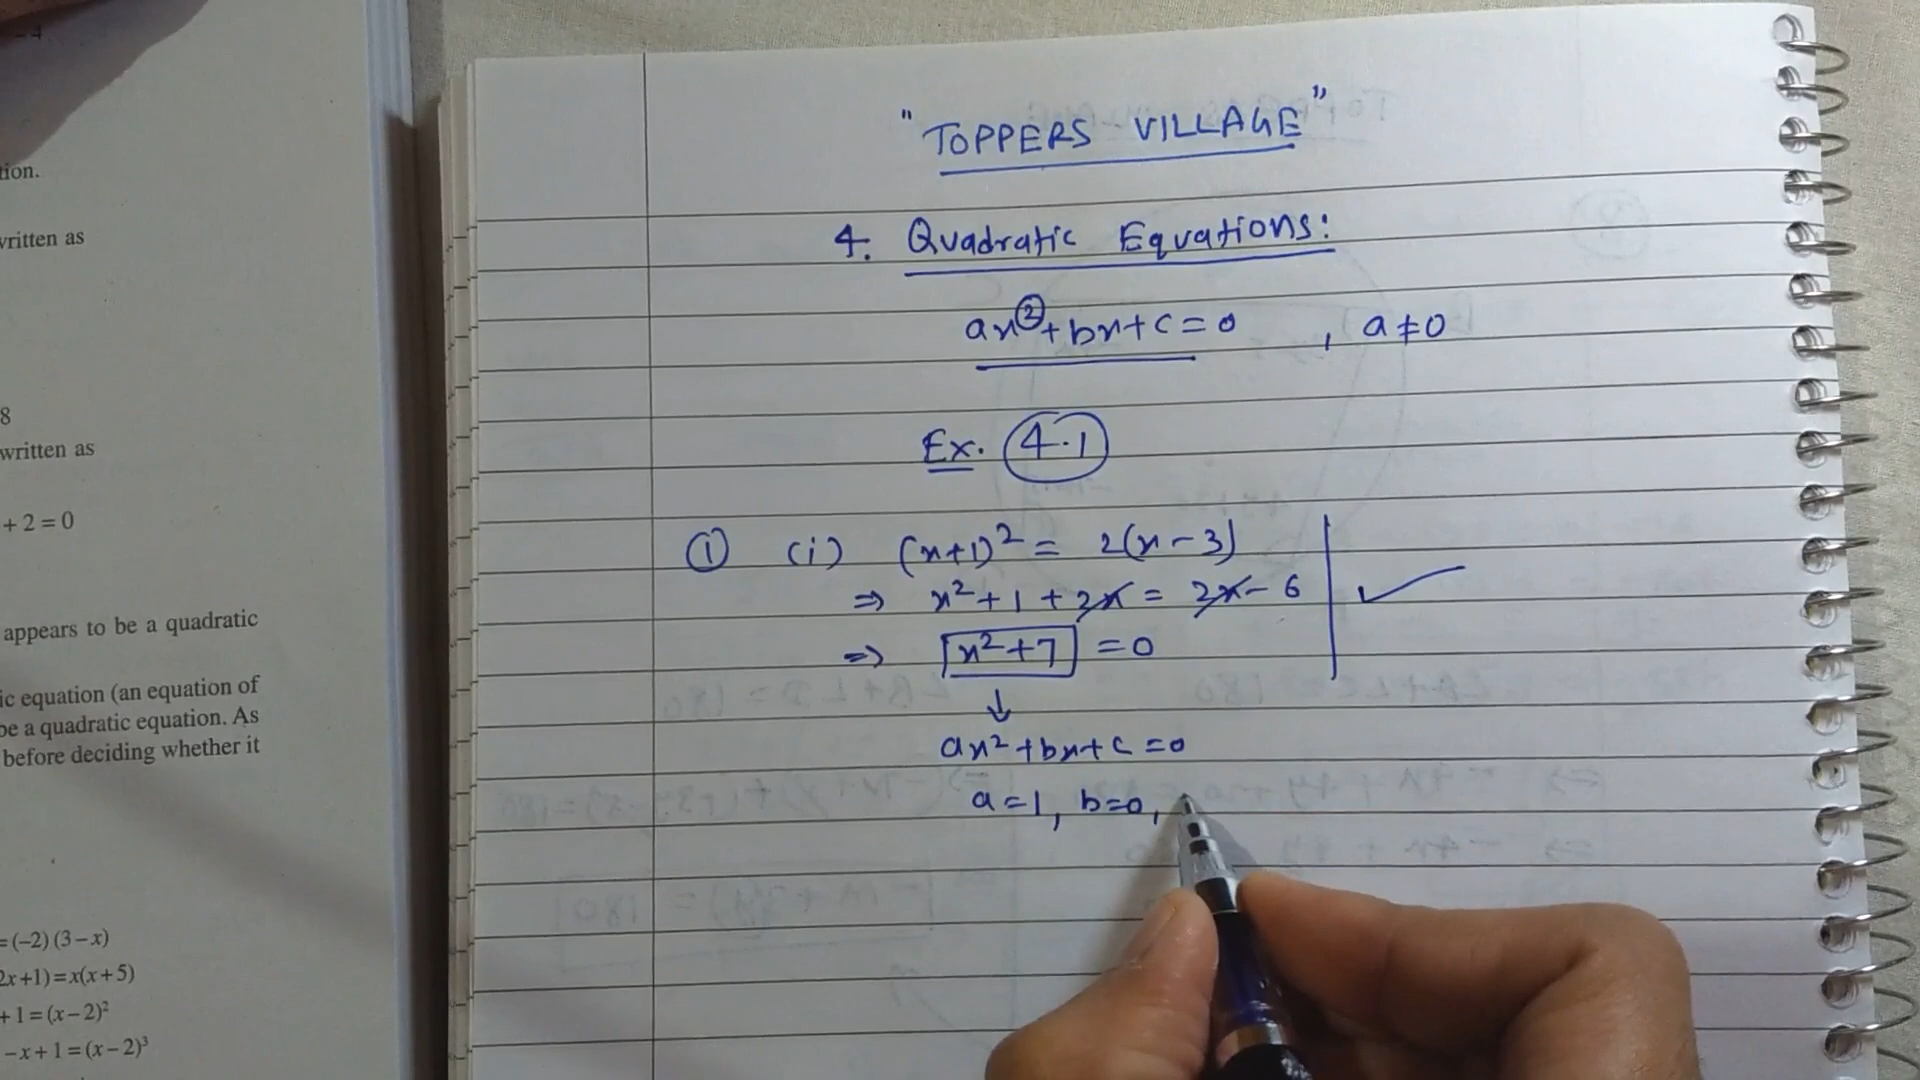 -4
tion.
written as
8
written as
+ 2 = 0
appears to be a quadratic
ic equation (an equation of
be a quadratic equation. As
before deciding whether it
= (–2) (3 – x)
2x +1) = x(x + 5)
+ 1 = (x – 2)²
– x + 1 = (x – 2)³
"TOPPERS VILLAGE"
4. Quadratic Equations:
ax²+bx+c=0 , a≠0
Ex. 4.1
① (i) (x+1)² = 2(x-3)
⇒ x²+1+2x = 2x-6
⇒ x²+7 =0
↓
ax²+bx+c=0
a=1, b=0,